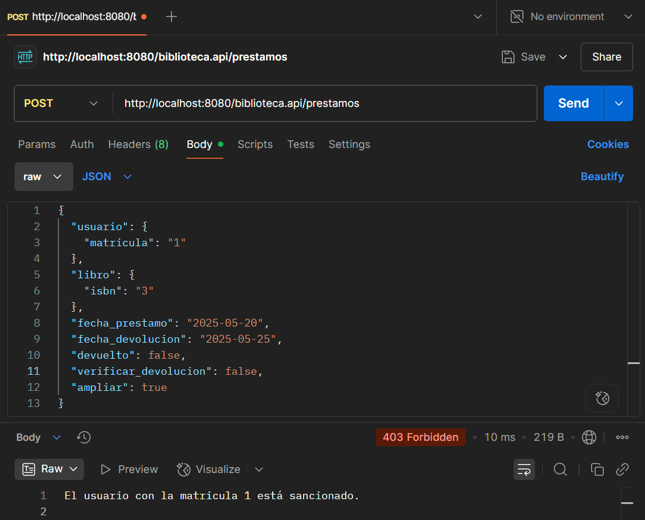 POST http://localhost:8080/b
No environment
HTTP http://localhost:8080/biblioteca.api/prestamos
Save
Share
POST
http://localhost:8080/biblioteca.api/prestamos
Send
Params Auth Headers (8) Body Scripts Tests Settings Cookies
raw JSON Beautify
1 {
2 "usuario": {
3 "matricula": "1"
4 },
5 "libro": {
6 "isbn": "3"
7 },
8 "fecha_prestamo": "2025-05-20",
9 "fecha_devolucion": "2025-05-25",
10 "devuelto": false,
11 "verificar_devolucion": false,
12 "ampliar": true
13 }
Body 403 Forbidden 10 ms 219 B
Raw Preview Visualize
1 El usuario con la matricula 1 está sancionado.
2